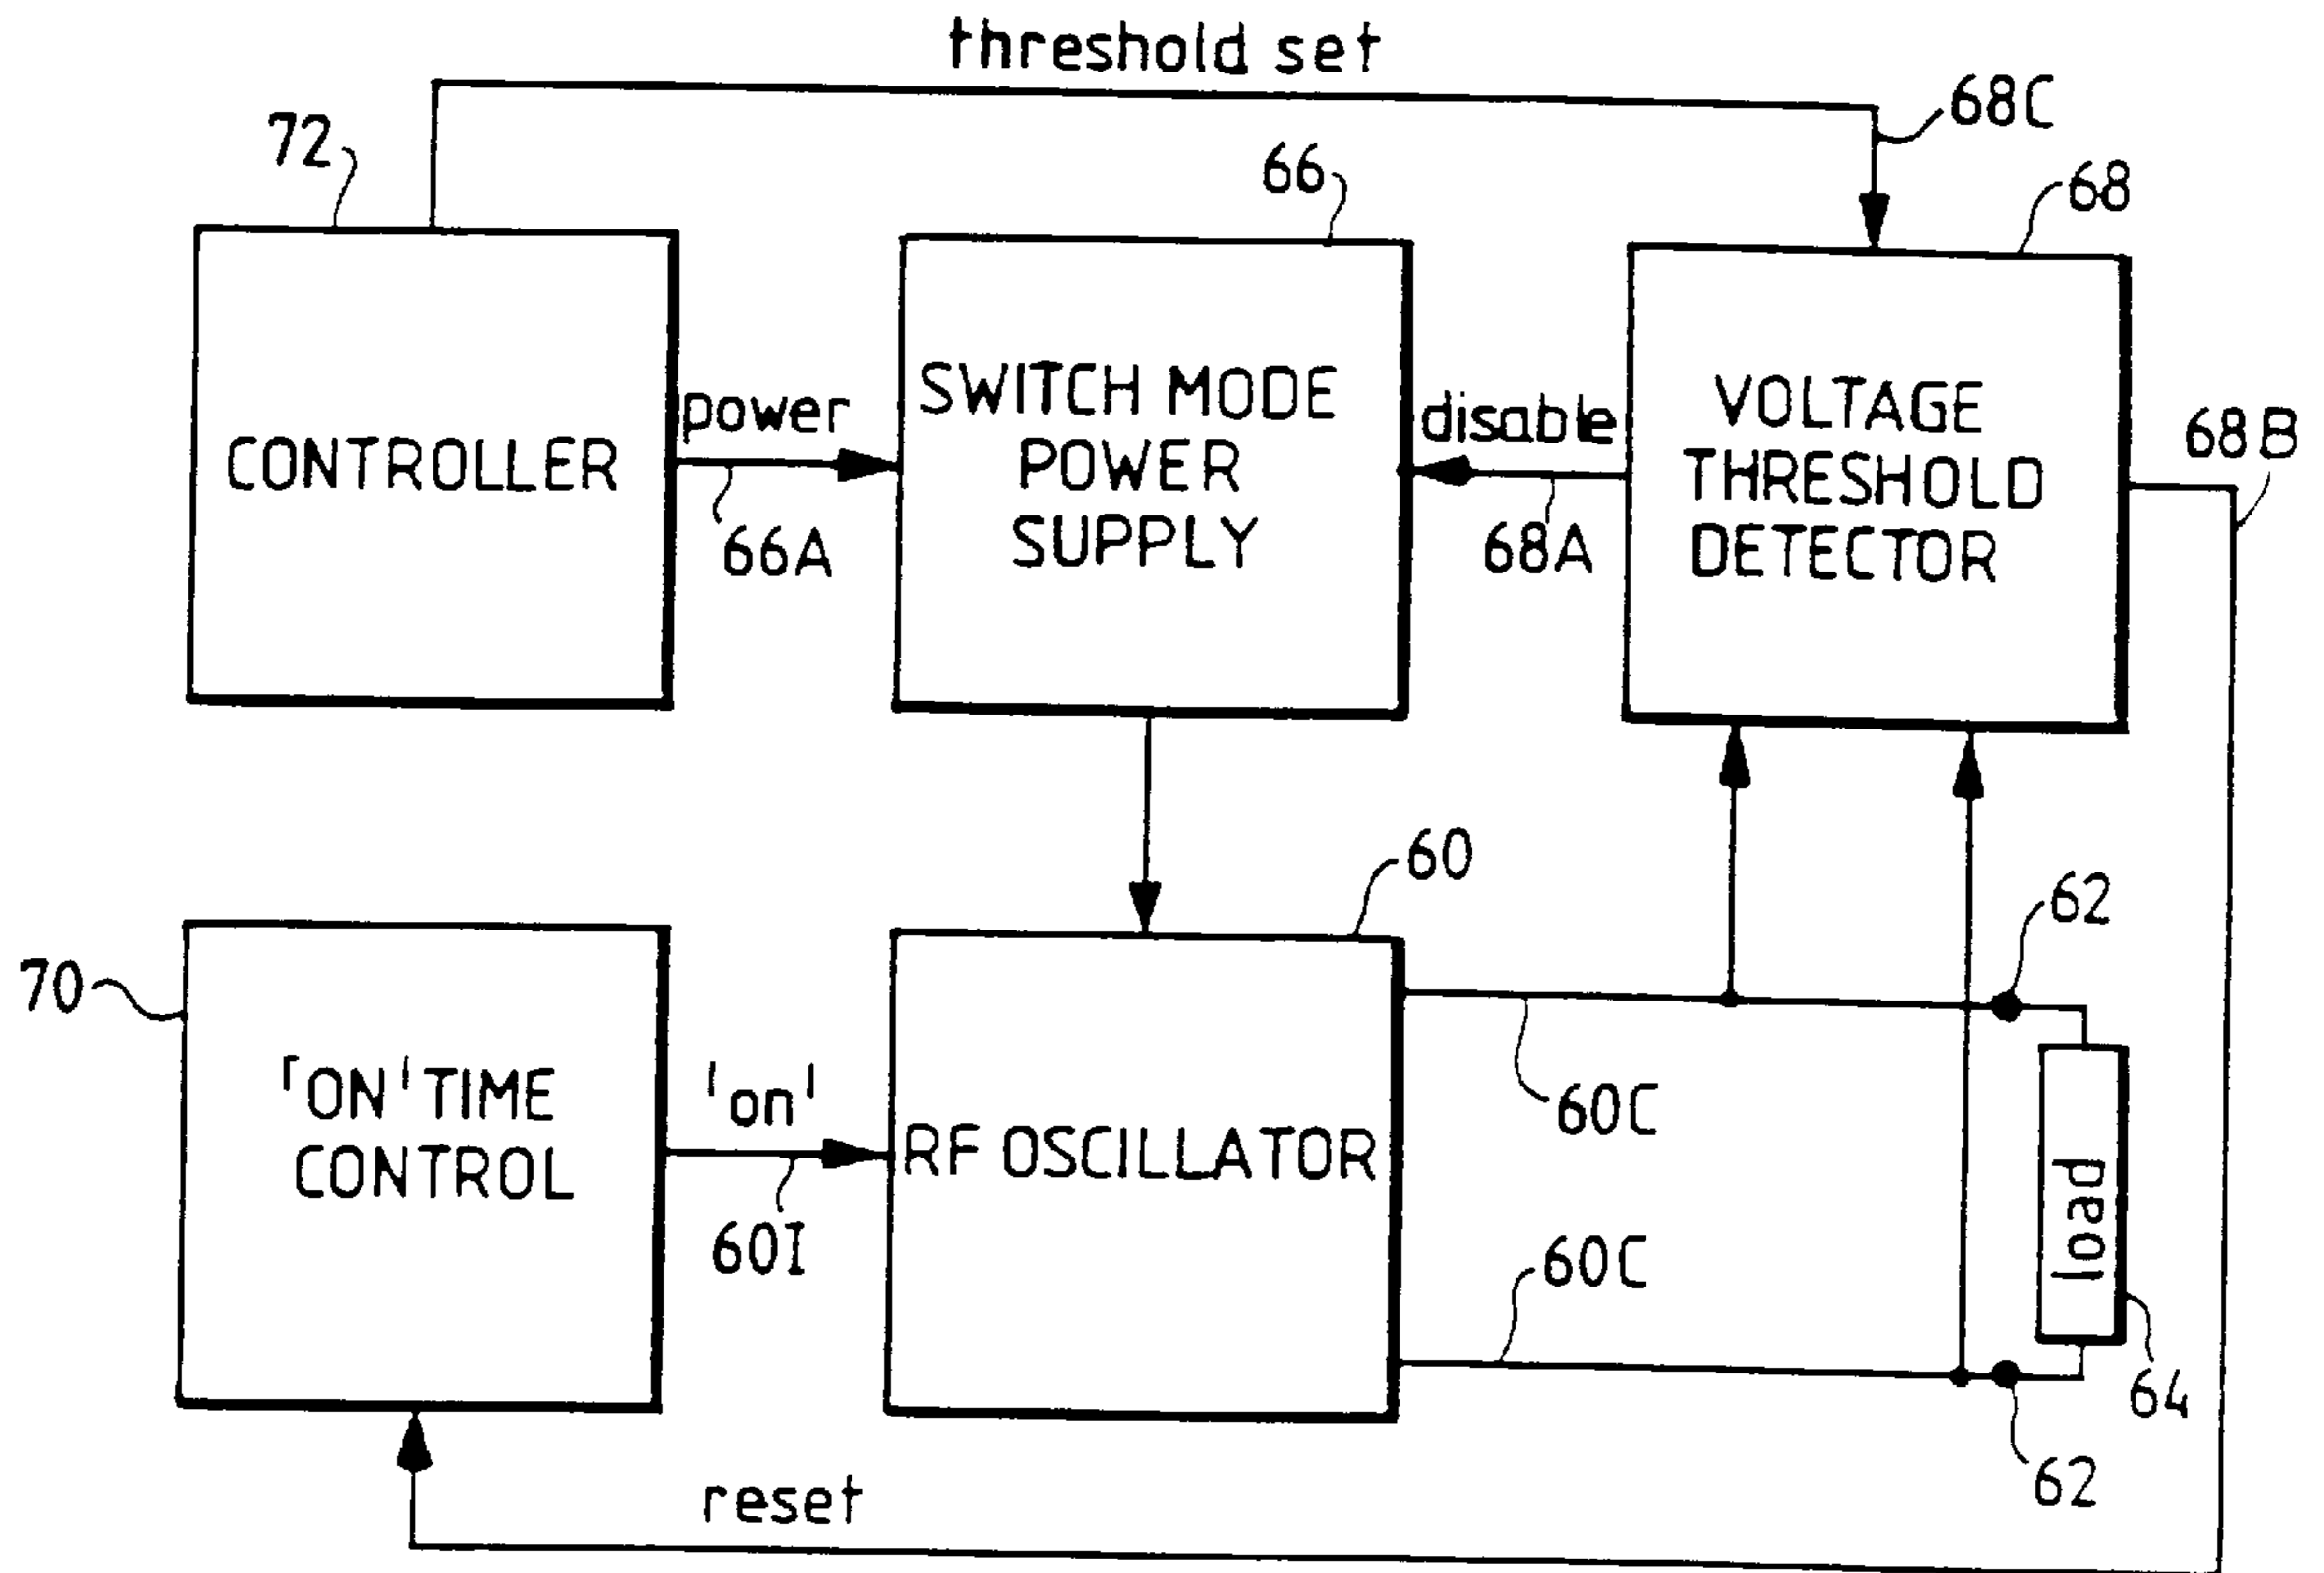 threshold set
68C
72
66
68
CONTROLLER
power
66A
SWITCH MODE
POWER
SUPPLY
disable
68A
VOLTAGE
THRESHOLD
DETECTOR
68B
60
62
70
'ON' TIME
CONTROL
'on'
60I
RF OSCILLATOR
60C
60C
load
64
62
reset